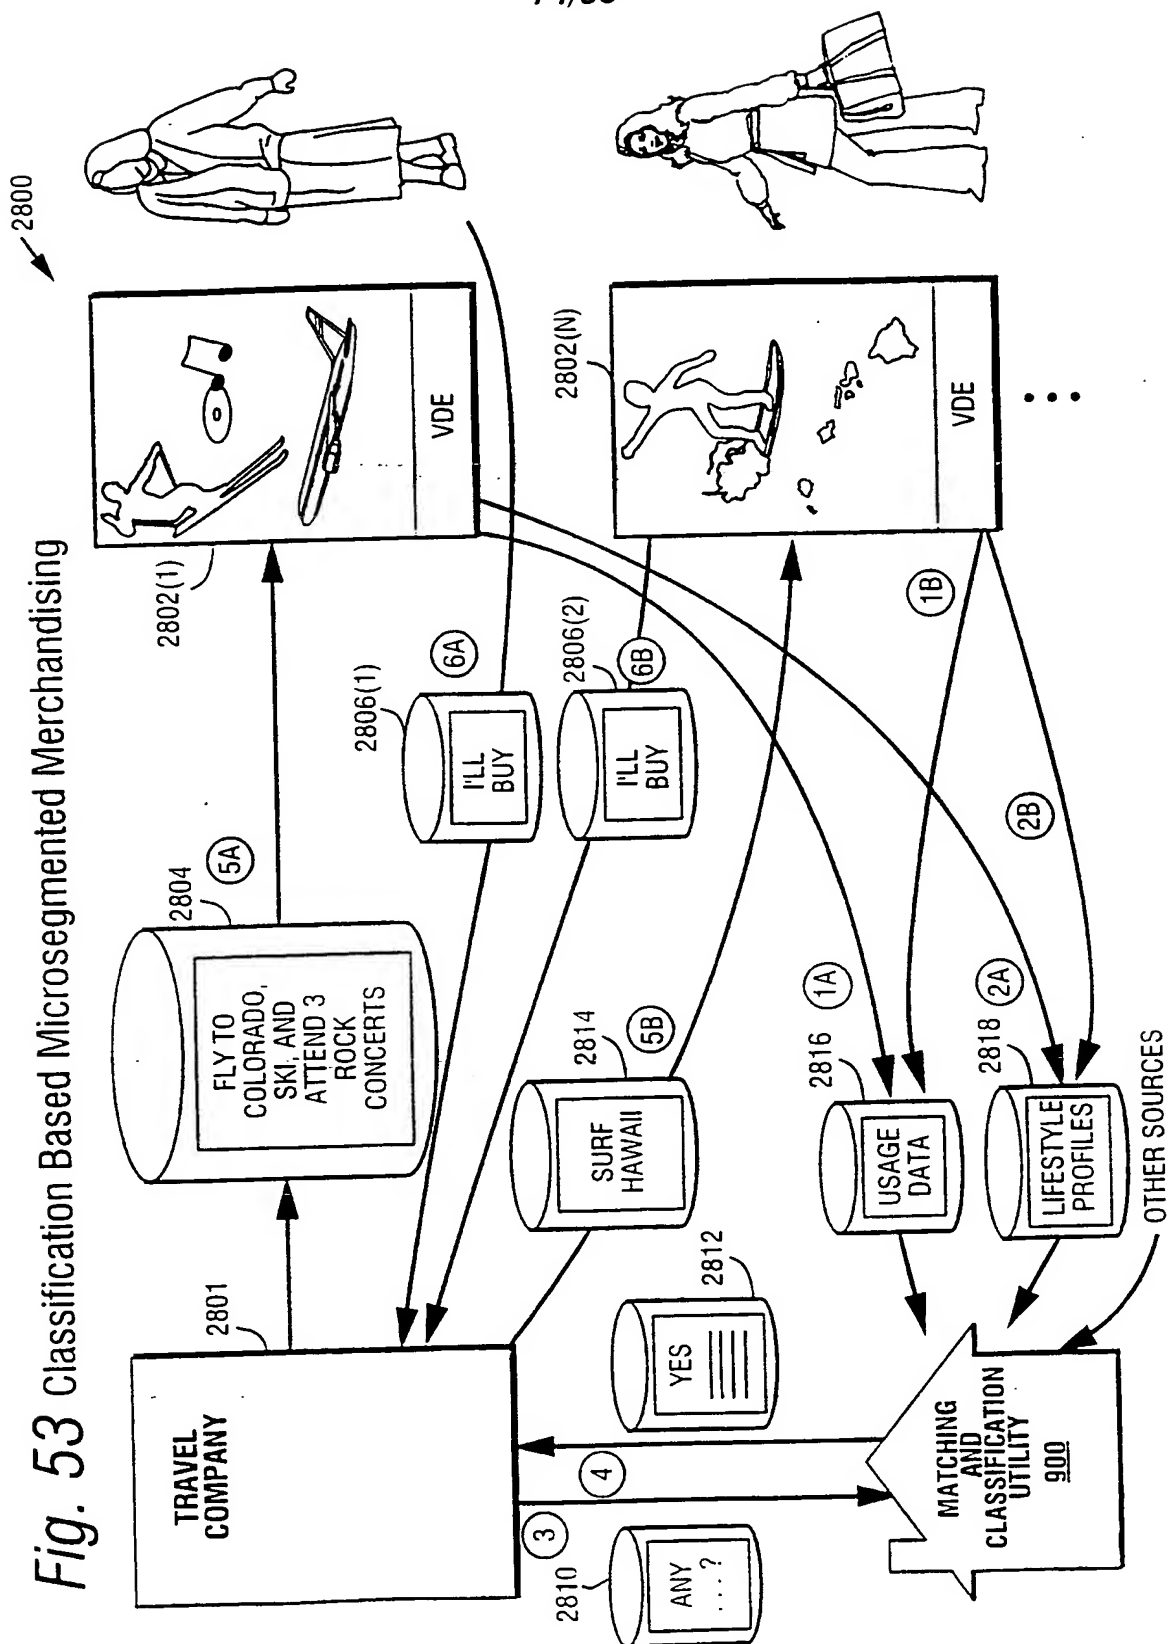 Fig. 53 Classification Based Microsegmented Merchandising
2800
TRAVEL
COMPANY
2801
FLY TO
COLORADO,
SKI, AND
ATTEND 3
ROCK
CONCERTS
2804
5A
2802(1)
VDE
I'LL
BUY
2806(1)
6A
I'LL
BUY
2806(2)
6B
SURF
HAWAII
2814
5B
2802(N)
VDE
ANY
....?
2810
3
4
YES
2812
USAGE
DATA
2816
1A
1B
LIFESTYLE
PROFILES
2818
2A
2B
MATCHING
AND
CLASSIFICATION
UTILITY
900
OTHER SOURCES